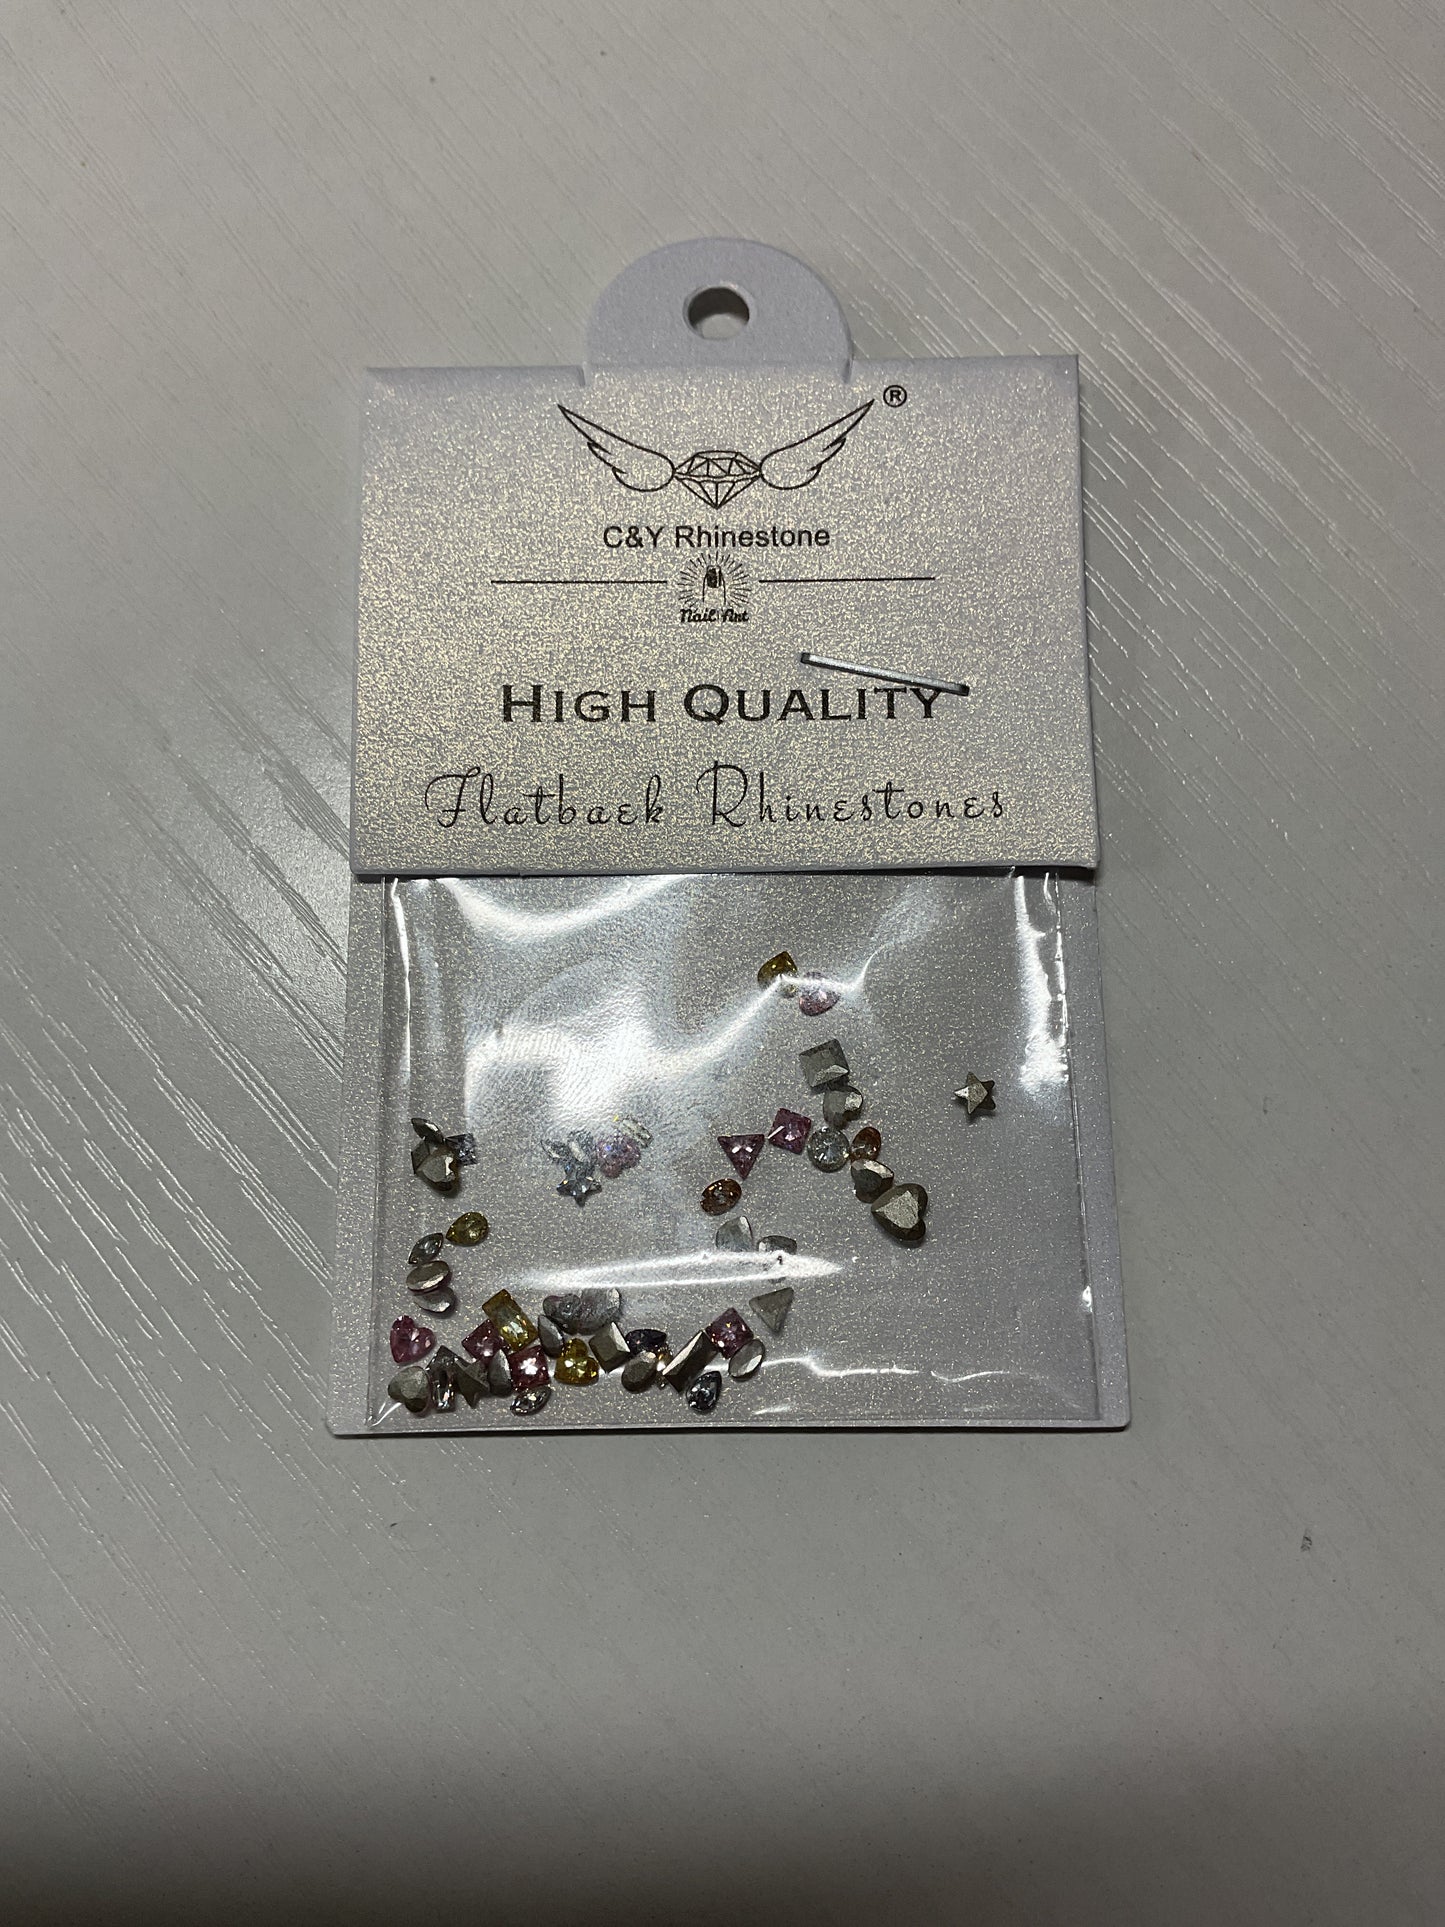 ®
C&Y Rhinestone
Nail Art
HIGH QUALITY
Flatback Rhinestones